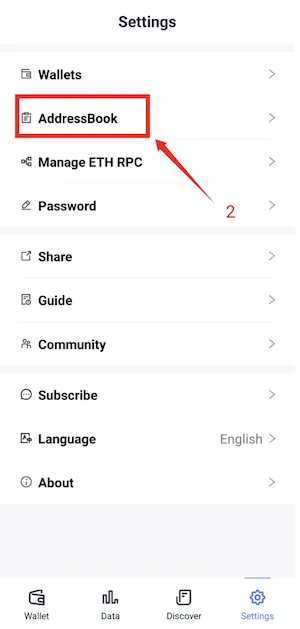 Settings
Wallets
AddressBook
Manage ETH RPC
Password
2
Share
Guide
Community
Subscribe
Language English
About
Wallet Data Discover Settings